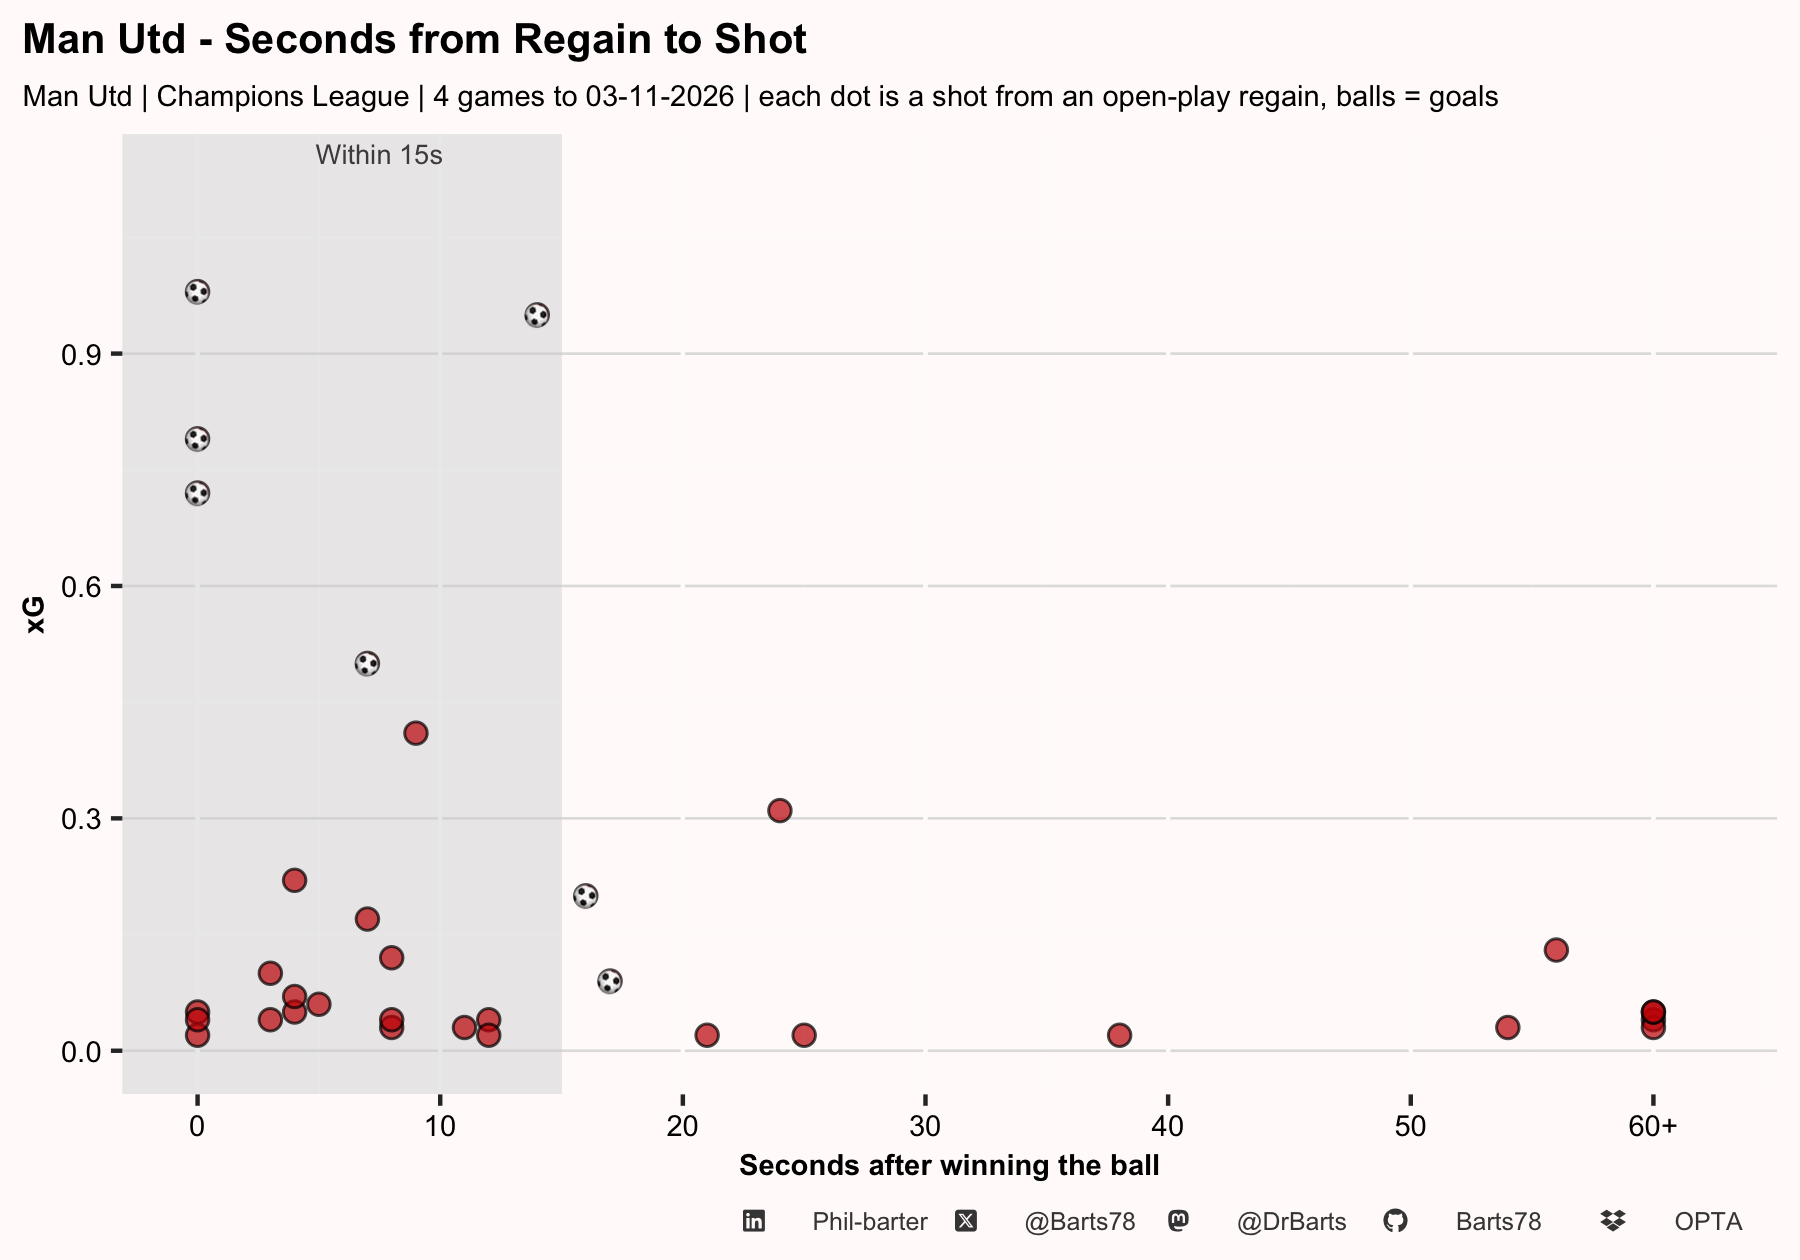 Man Utd - Seconds from Regain to Shot
Man Utd | Champions League | 4 games to 03-11-2026 | each dot is a shot from an open-play regain, balls = goals
Within 15s
0.9
0.6
0.3
0.0
xG
0 10 20 30 40 50 60+
Seconds after winning the ball
Phil-barter @Barts78 @DrBarts Barts78 OPTA